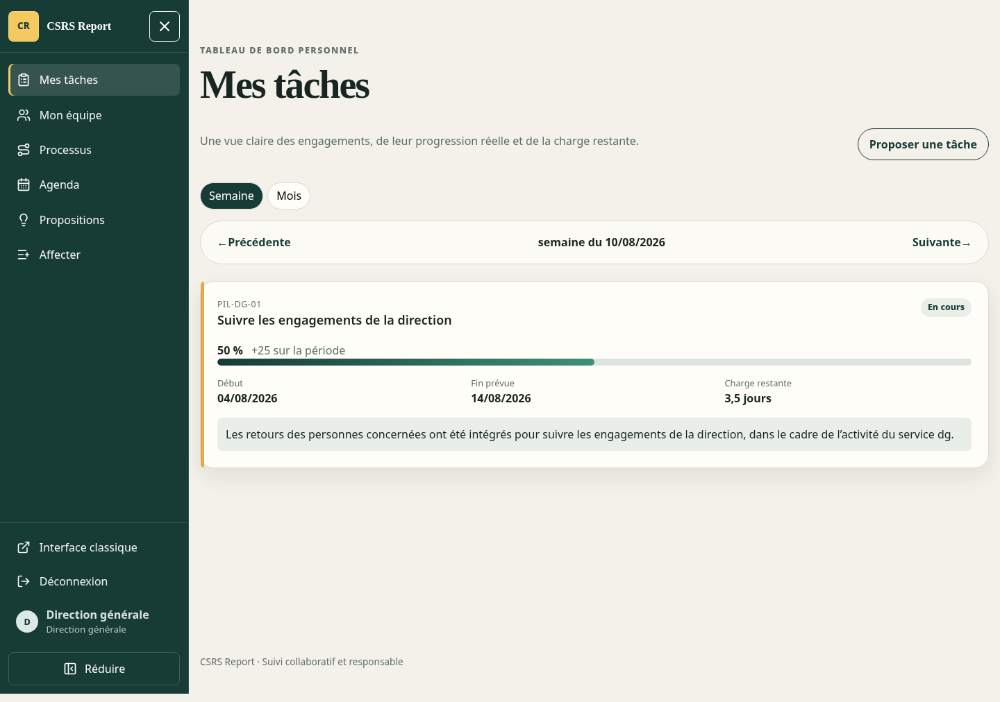 CR
CSRS Report
Mes tâches
Mon équipe
Processus
Agenda
Propositions
Affecter
Interface classique
Déconnexion
D
Direction générale
Direction générale
Réduire
TABLEAU DE BORD PERSONNEL
Mes tâches
Une vue claire des engagements, de leur progression réelle et de la charge restante.
Proposer une tâche
Semaine
Mois
←Précédente
semaine du 10/08/2026
Suivante→
PIL-DG-01
En cours
Suivre les engagements de la direction
50 % +25 sur la période
Début
04/08/2026
Fin prévue
14/08/2026
Charge restante
3,5 jours
Les retours des personnes concernées ont été intégrés pour suivre les engagements de la direction, dans le cadre de l’activité du service dg.
CSRS Report · Suivi collaboratif et responsable